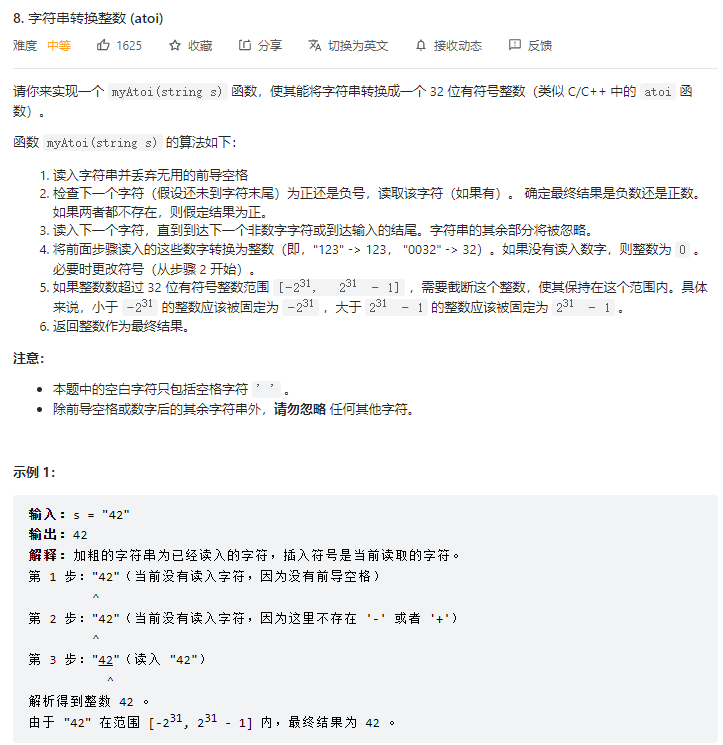 8. 字符串转换整数 (atoi)
难度 中等 1625 收藏 分享 切换为英文 接收动态 反馈
请你来实现一个 myAtoi(string s) 函数，使其能将字符串转换成一个 32 位有符号整数（类似 C/C++ 中的 atoi 函
数）。
函数 myAtoi(string s) 的算法如下：
1. 读入字符串并丢弃无用的前导空格
2. 检查下一个字符（假设还未到字符末尾）为正还是负号，读取该字符（如果有）。 确定最终结果是负数还是正数。
如果两者都不存在，则假定结果为正。
3. 读入下一个字符，直到到达下一个非数字字符或到达输入的结尾。字符串的其余部分将被忽略。
4. 将前面步骤读入的这些数字转换为整数（即，"123" -> 123， "0032" -> 32）。如果没有读入数字，则整数为 0 。
必要时更改符号（从步骤 2 开始）。
5. 如果整数数超过 32 位有符号整数范围 [−2³¹,  2³¹ − 1] ，需要截断这个整数，使其保持在这个范围内。具体
来说，小于 −2³¹ 的整数应该被固定为 −2³¹ ，大于 2³¹ − 1 的整数应该被固定为 2³¹ − 1 。
6. 返回整数作为最终结果。
注意：
• 本题中的空白字符只包括空格字符 ' ' 。
• 除前导空格或数字后的其余字符串外，请勿忽略 任何其他字符。
示例 1：
输入：s = "42"
输出：42
解释：加粗的字符串为已经读入的字符，插入符号是当前读取的字符。
第 1 步："42"（当前没有读入字符，因为没有前导空格）
^
第 2 步："42"（当前没有读入字符，因为这里不存在 '-' 或者 '+'）
^
第 3 步："42"（读入 "42"）
^
解析得到整数 42 。
由于 "42" 在范围 [-2³¹, 2³¹ - 1] 内，最终结果为 42 。